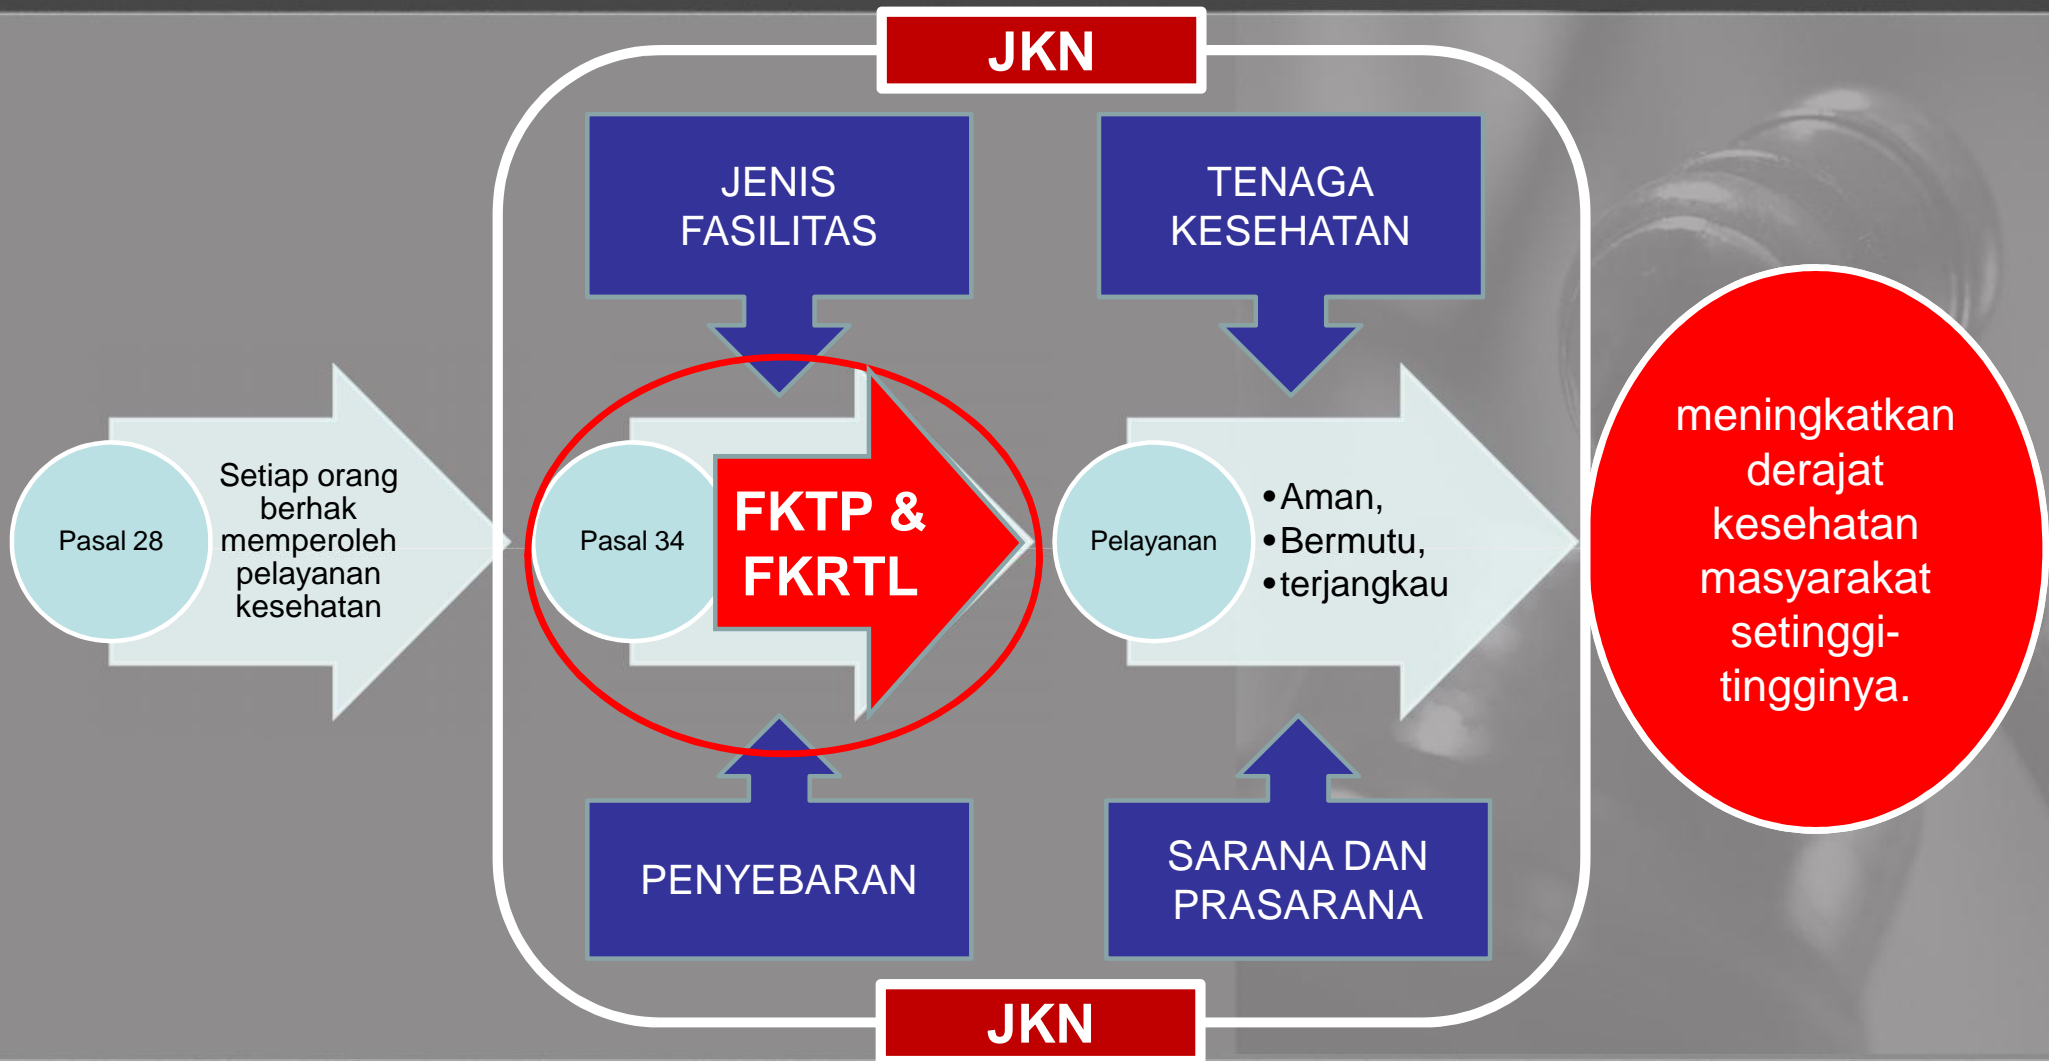 JKN
JENIS
FASILITAS
TENAGA
KESEHATAN
Pasal 28
Setiap orang
berhak
memperoleh
pelayanan
kesehatan
Pasal 34
FKTP &
FKRTL
Pelayanan
•Aman,
•Bermutu,
•terjangkau
meningkatkan
derajat
kesehatan
masyarakat
setinggi-
tingginya.
PENYEBARAN
SARANA DAN
PRASARANA
JKN